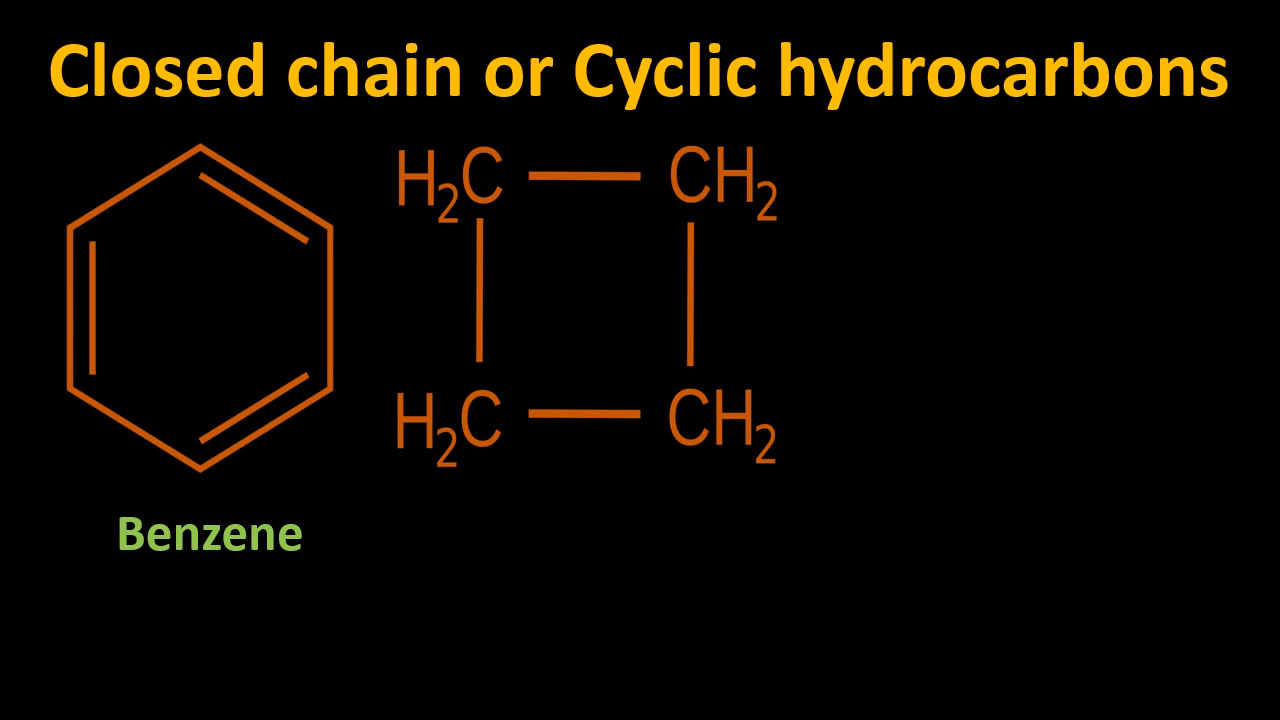 Closed chain or Cyclic hydrocarbons
H₂C CH₂
H₂C CH₂
Benzene